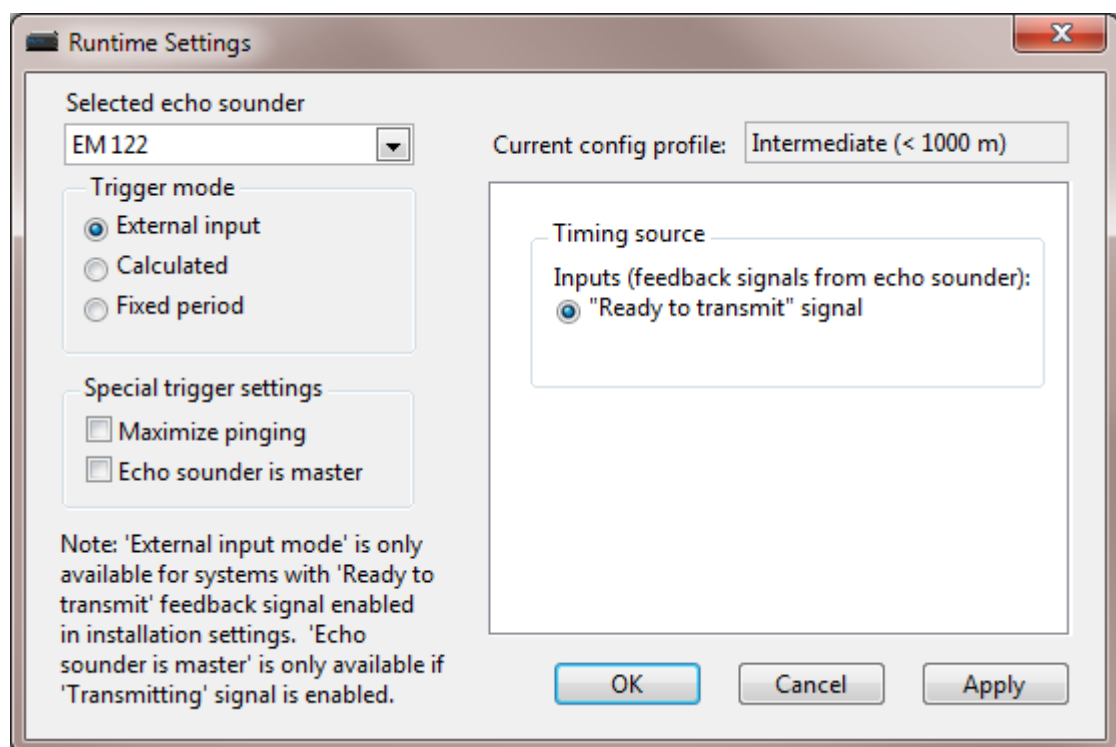 Runtime Settings
Selected echo sounder
EM 122
Current config profile:
Intermediate (< 1000 m)
Trigger mode
External input
Calculated
Fixed period
Timing source
Inputs (feedback signals from echo sounder):
"Ready to transmit" signal
Special trigger settings
Maximize pinging
Echo sounder is master
Note: 'External input mode' is only
available for systems with 'Ready to
transmit' feedback signal enabled
in installation settings. 'Echo
sounder is master' is only available if
'Transmitting' signal is enabled.
OK
Cancel
Apply